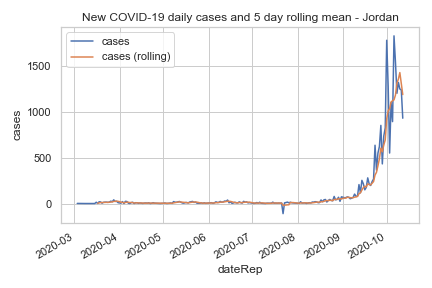 New COVID-19 daily cases and 5 day rolling mean - Jordan
cases
cases (rolling)
1500
1000
500
0
cases
2020-03
2020-04
2020-05
2020-06
2020-07
2020-08
2020-09
2020-10
dateRep